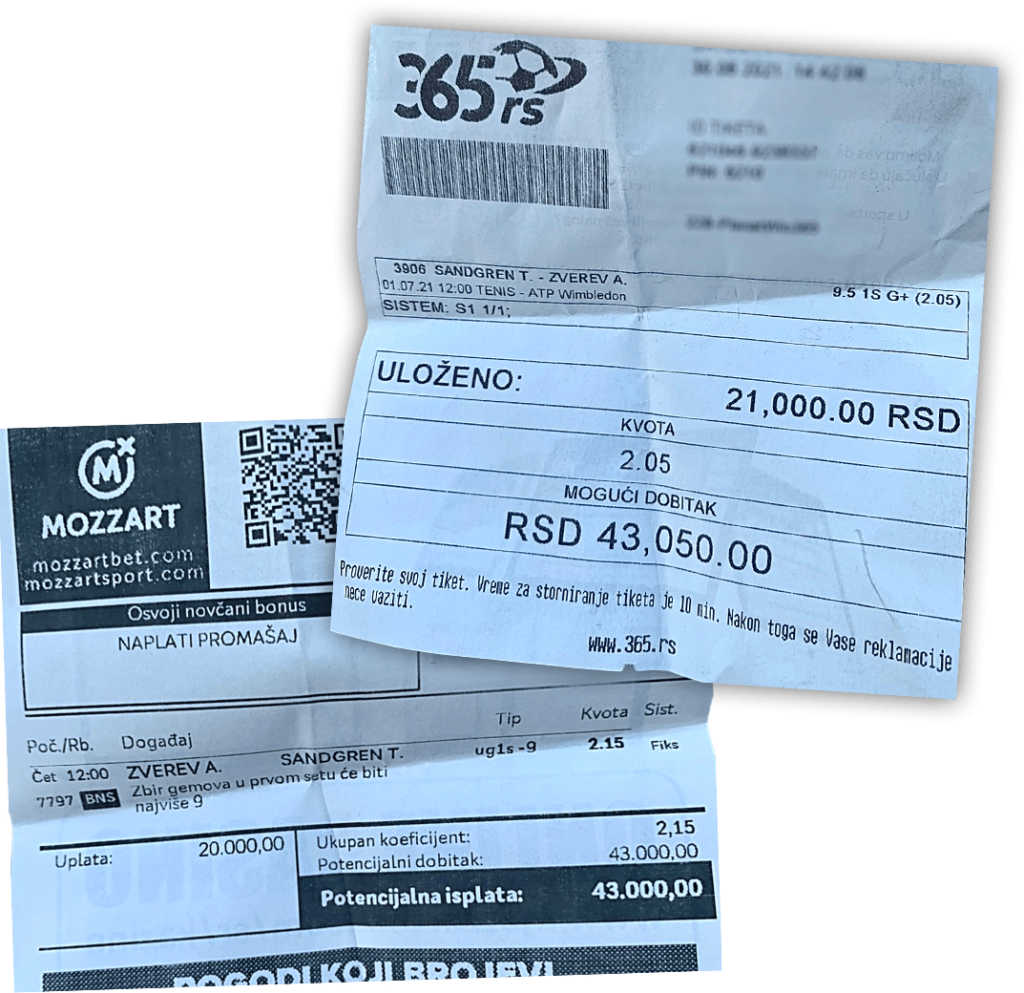 365rs
3906 SANDGREN T. - ZVEREV A.
01.07.21 12:00 TENIS - ATP Wimbledon 9.5 1S G+ (2.05)
SISTEM: S1 1/1;
ULOŽENO: 21,000.00 RSD
KVOTA
2.05
MOGUĆI DOBITAK
RSD 43,050.00
Proverite svoj tiket. Vreme za storniranje tiketa je 10 min. Nakon toga se Vase reklamacije
nece vaziti.
www.365.rs
M
MOZZART
mozzartbet.com
mozzartsport.com
Osvoji novčani bonus
NAPLATI PROMAŠAJ
Poč./Rb. Događaj Tip Kvota Sist.
Čet 12:00 ZVEREV A. SANDGREN T. ug1s -9 2.15 Fiks
7797 BNS Zbir gemova u prvom setu će biti
najviše 9
Uplata: 20.000,00
Ukupan koeficijent: 2,15
Potencijalni dobitak: 43.000,00
Potencijalna isplata: 43.000,00
POGODI KOJI BROJEVI